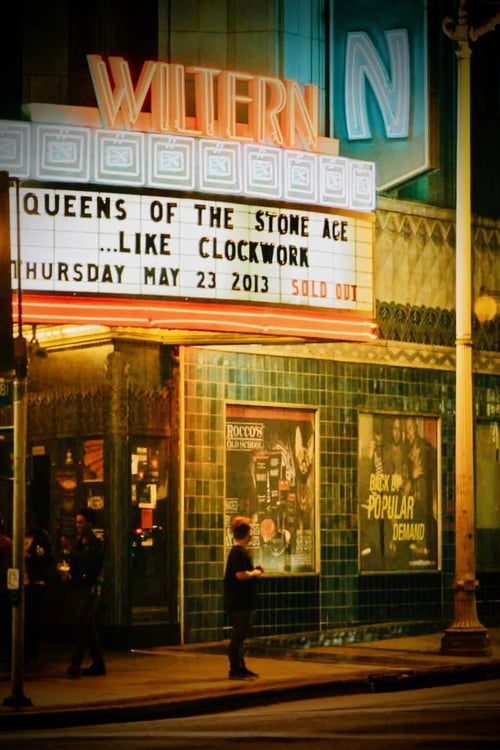 WILTERN
N
QUEENS OF THE STONE AGE
...LIKE CLOCKWORK
THURSDAY MAY 23 2013 SOLD OUT
ROCCO'S
OLD SCHOOL
BACK BY
POPULAR
DEMAND